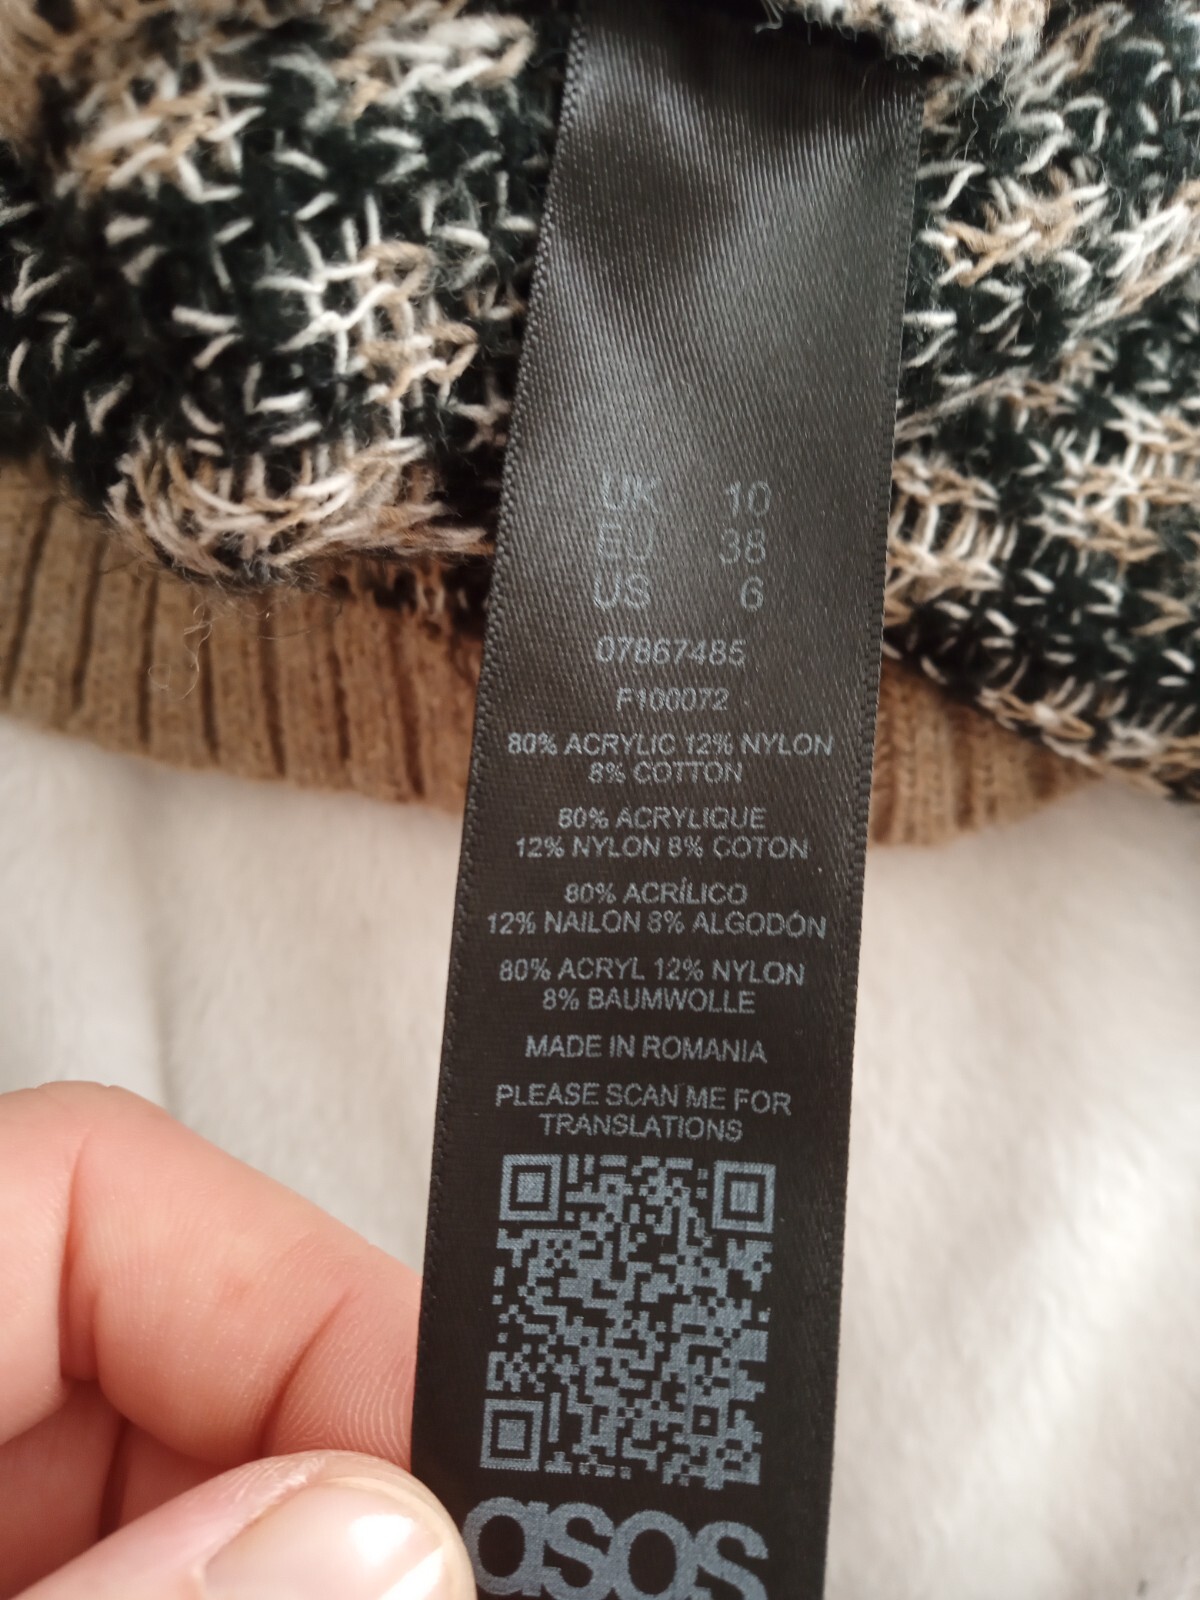 UK 10
EU 38
US 6
07867485
F100072
80% ACRYLIC 12% NYLON
8% COTTON
80% ACRYLIQUE
12% NYLON 8% COTON
80% ACRÍLICO
12% NAILON 8% ALGODÓN
80% ACRYL 12% NYLON
8% BAUMWOLLE
MADE IN ROMANIA
PLEASE SCAN ME FOR
TRANSLATIONS
asos